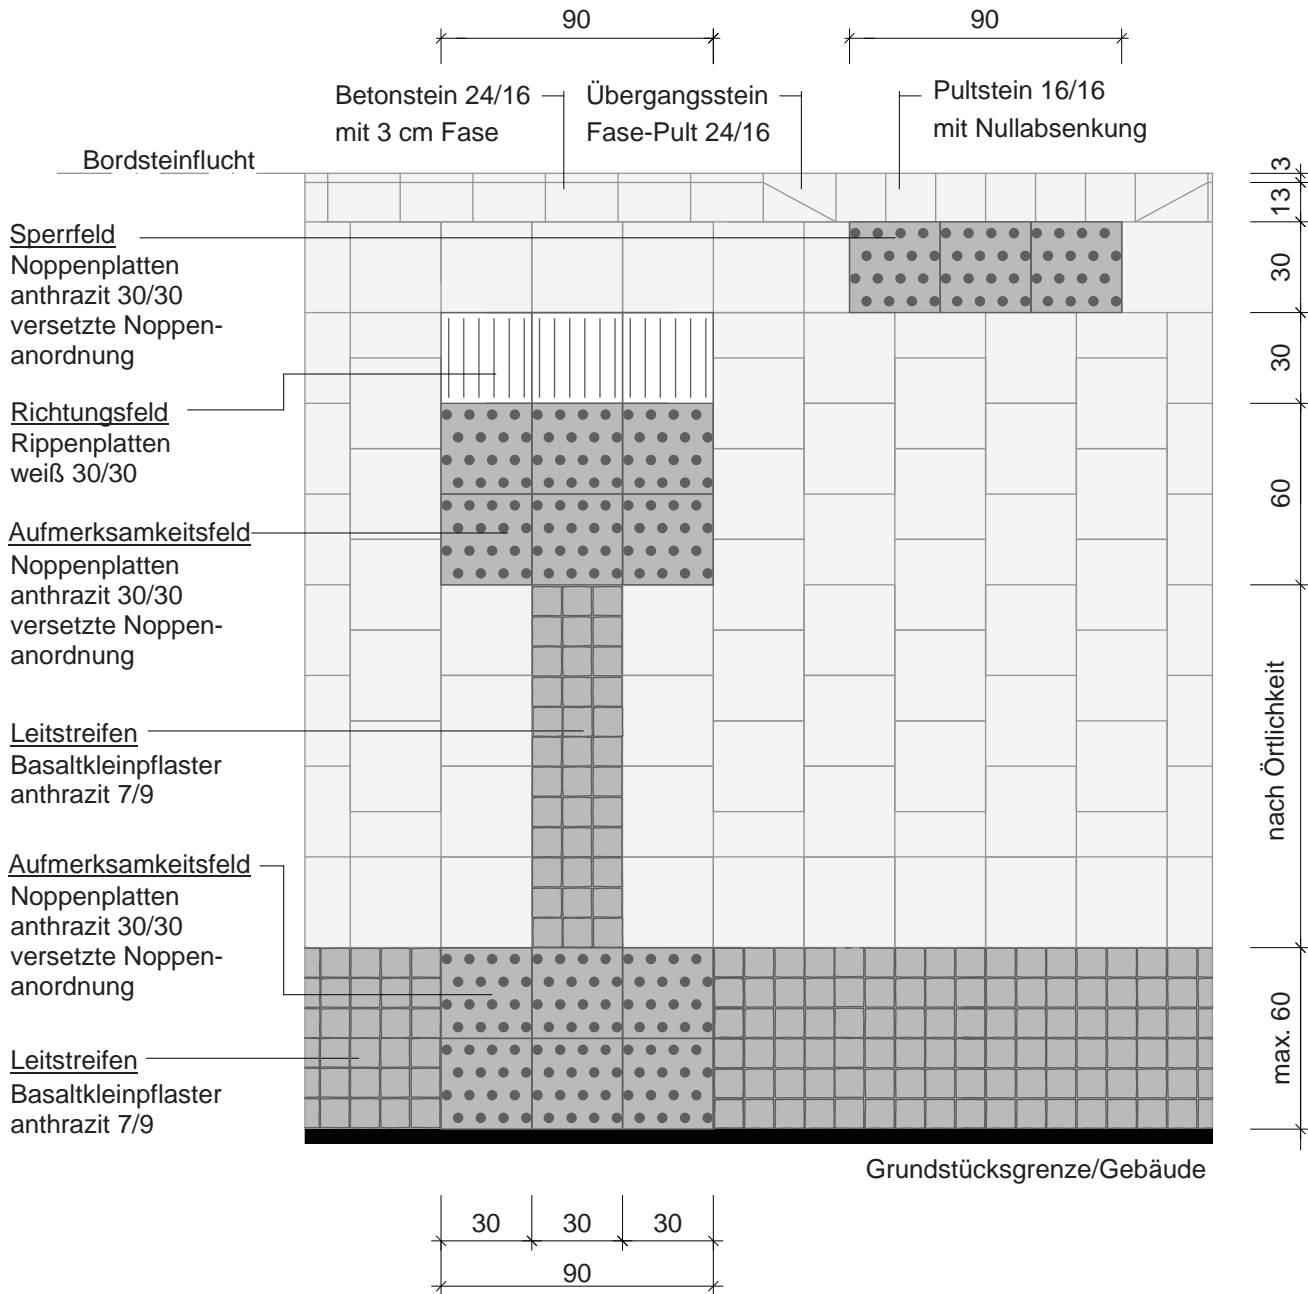 90
90
Betonstein 24/16
mit 3 cm Fase
Übergangsstein
Fase-Pult 24/16
Pultstein 16/16
mit Nullabsenkung
Bordsteinflucht
Sperrfeld
Noppenplatten
anthrazit 30/30
versetzte Noppen-
anordnung
Richtungsfeld
Rippenplatten
weiß 30/30
Aufmerksamkeitsfeld
Noppenplatten
anthrazit 30/30
versetzte Noppen-
anordnung
Leitstreifen
Basaltkleinpflaster
anthrazit 7/9
Aufmerksamkeitsfeld
Noppenplatten
anthrazit 30/30
versetzte Noppen-
anordnung
Leitstreifen
Basaltkleinpflaster
anthrazit 7/9
3
13
30
30
60
nach Örtlichkeit
max. 60
Grundstücksgrenze/Gebäude
30
30
30
90